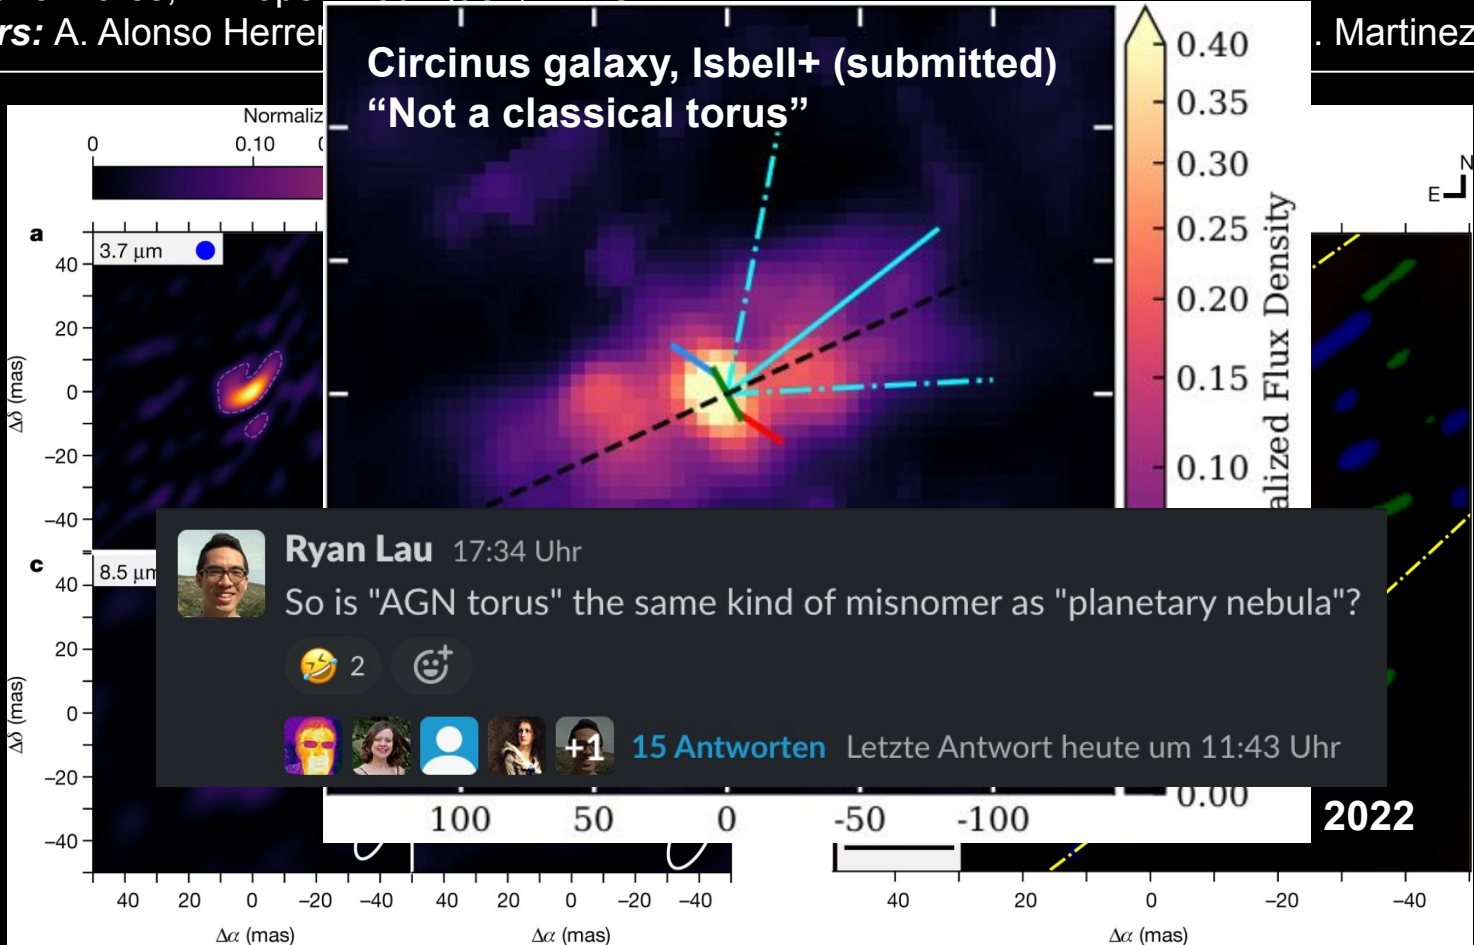 rs: A. Alonso Herrer
. Martinez
Circinus galaxy, Isbell+ (submitted)
“Not a classical torus”
Normaliz
0 0.10
a
3.7 µm
40
20
0
−20
−40
Δδ (mas)
0.40
0.35
0.30
0.25
0.20
0.15
0.10
0.00
alized Flux Density
N
E
Ryan Lau 17:34 Uhr
So is "AGN torus" the same kind of misnomer as "planetary nebula"?
2
+1 15 Antworten Letzte Antwort heute um 11:43 Uhr
c
8.5 µm
40
20
0
−20
−40
Δδ (mas)
100 50 0 -50 -100
2022
40 20 0 −20 −40 20 0 −20 −40
40 20 0 −20 −40
Δα (mas) Δα (mas) Δα (mas)